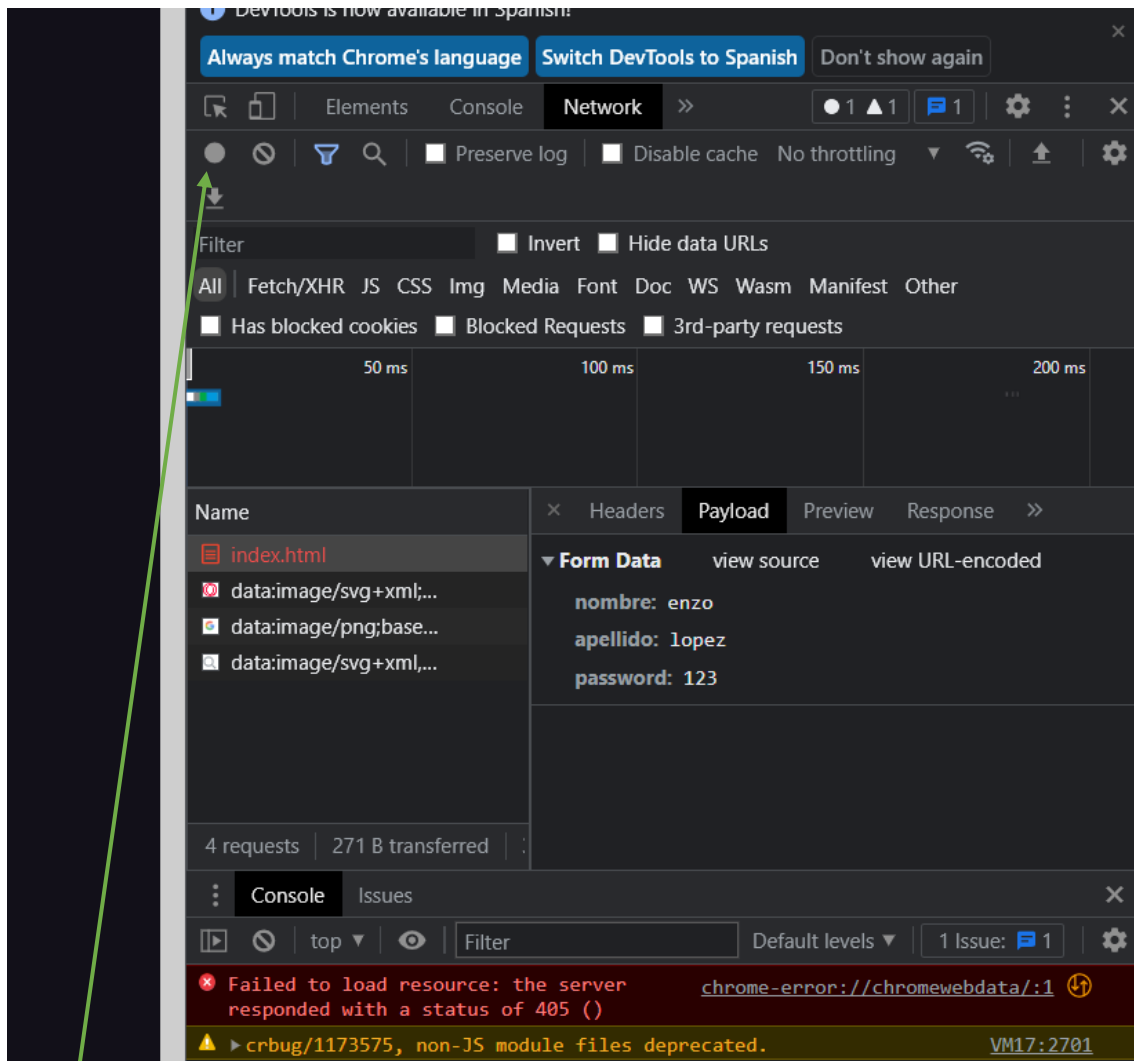 DevTools is now available in Spanish!
Always match Chrome's language Switch DevTools to Spanish Don't show again
Elements Console Network 1 1 1
Preserve log Disable cache No throttling
Filter Invert Hide data URLs
All Fetch/XHR JS CSS Img Media Font Doc WS Wasm Manifest Other
Has blocked cookies Blocked Requests 3rd-party requests
50 ms 100 ms 150 ms 200 ms
Name Headers Payload Preview Response
index.html Form Data view source view URL-encoded
data:image/svg+xml;... nombre: enzo
data:image/png;base... apellido: lopez
data:image/svg+xml,... password: 123
4 requests 271 B transferred
Console Issues
top Filter Default levels 1 Issue: 1
Failed to load resource: the server chrome-error://chromewebdata/:1
responded with a status of 405 ()
crbug/1173575, non-JS module files deprecated. VM17:2701